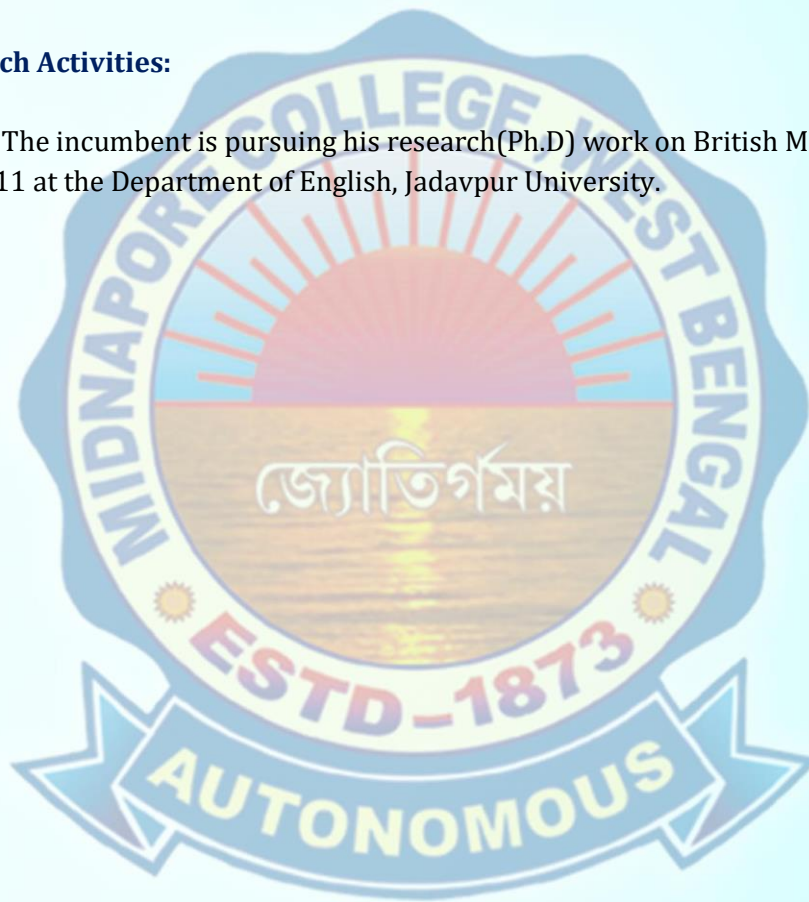 ch Activities:
The incumbent is pursuing his research(Ph.D) work on British M
11 at the Department of English, Jadavpur University.
MIDNAPORE COLLEGE, WEST BENGAL
জ্যোতির্গময়
ESTD-1873
AUTONOMOUS